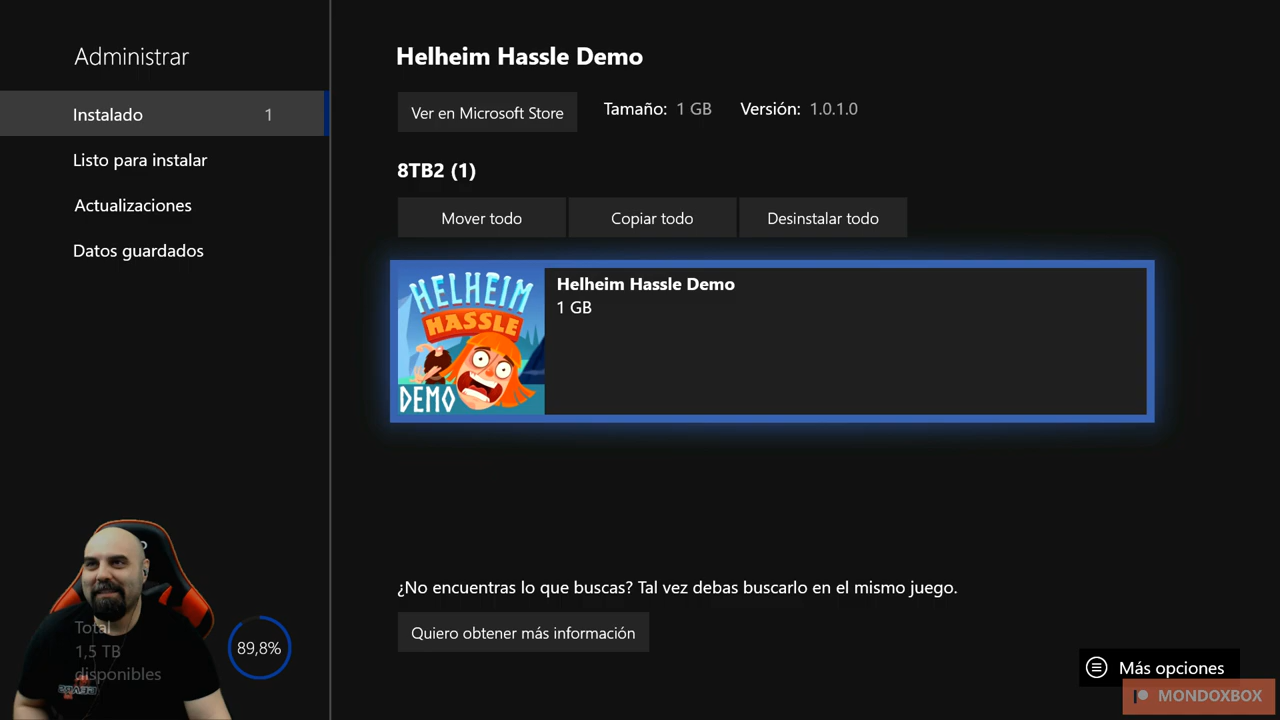 Administrar
Instalado 1
Listo para instalar
Actualizaciones
Datos guardados
Helheim Hassle Demo
Ver en Microsoft Store Tamaño: 1 GB Versión: 1.0.1.0
8TB2 (1)
Mover todo Copiar todo Desinstalar todo
HELHEIM
HASSLE
DEMO
Helheim Hassle Demo
1 GB
¿No encuentras lo que buscas? Tal vez debas buscarlo en el mismo juego.
Quiero obtener más información
Total
1,5 TB
disponibles
89,8%
Más opciones
MONDOXBOX